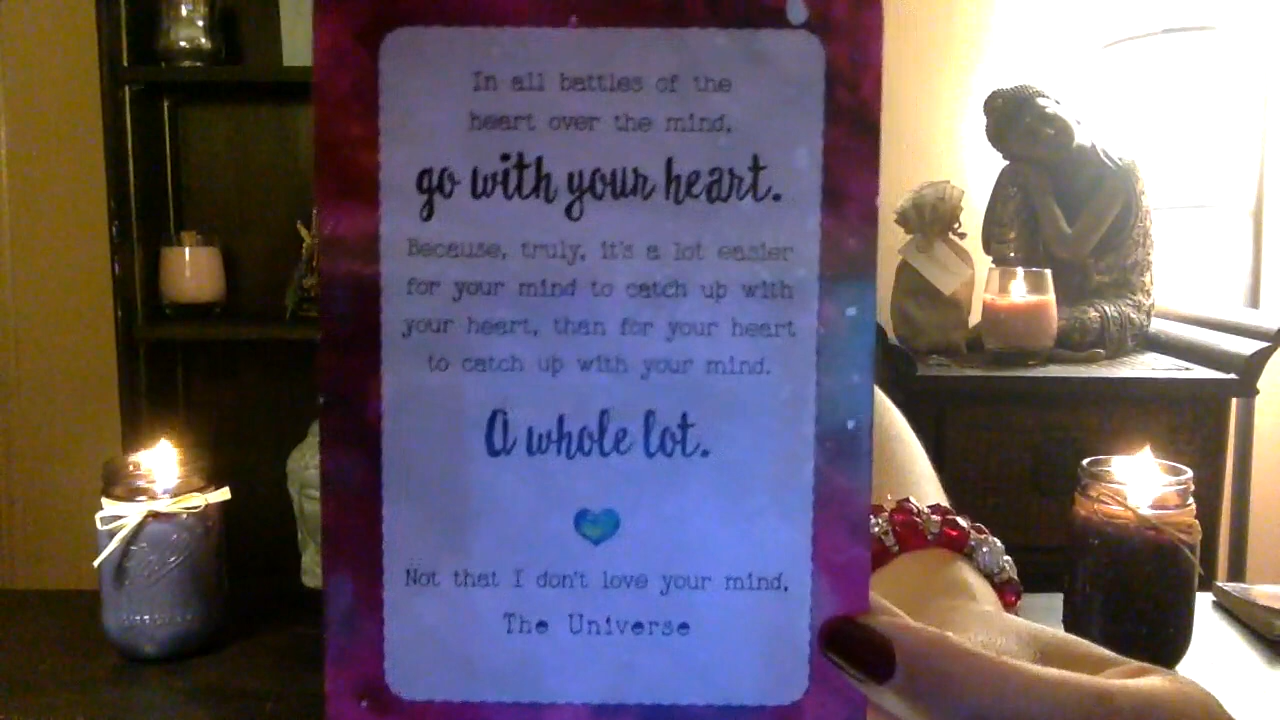 In all battles of the
heart over the mind,
go with your heart.
Because, truly, it's a lot easier
for your mind to catch up with
your heart, than for your heart
to catch up with your mind.
A whole lot.
Not that I don't love your mind,
The Universe